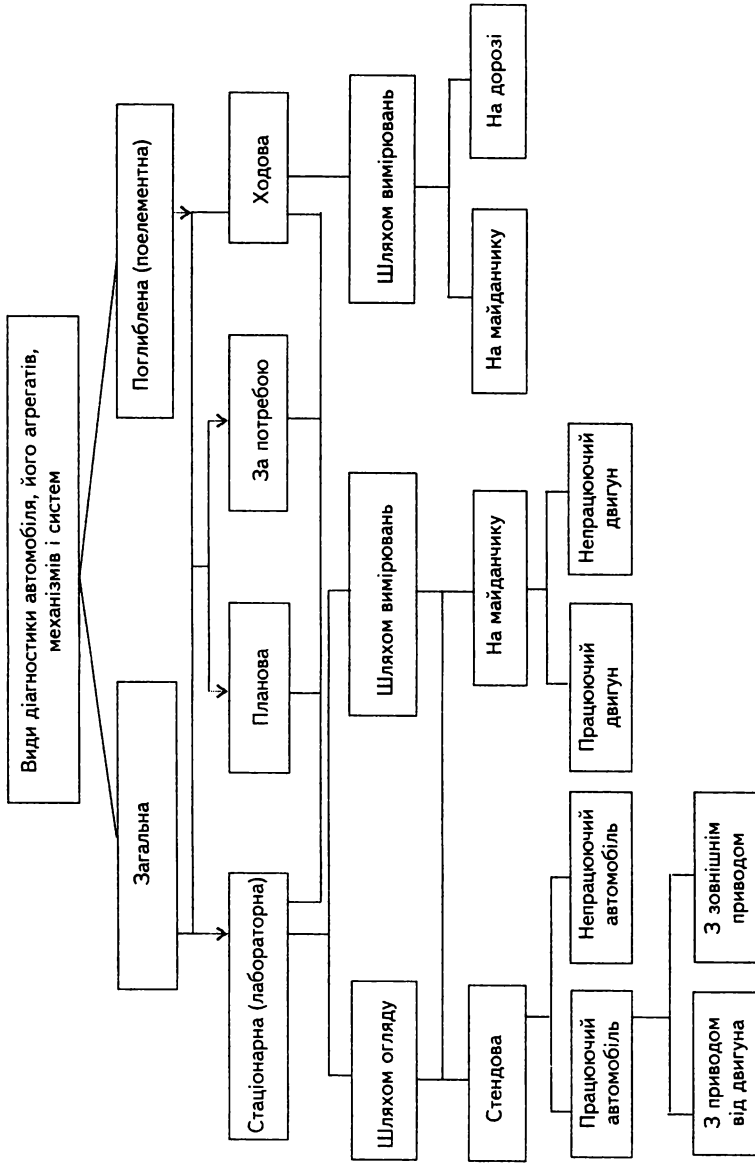 Види діагностики автомобіля, його агрегатів,
механізмів і систем
Загальна
Поглиблена (поелементна)
Стаціонарна (лабораторна)
Планова
За потребою
Ходова
Шляхом огляду
Шляхом вимірювань
Шляхом вимірювань
Стендова
На майданчику
На майданчику
На дорозі
Працюючий
автомобіль
Непрацюючий
автомобіль
Працюючий
двигун
Непрацюючий
двигун
З приводом
від двигуна
З зовнішнім
приводом